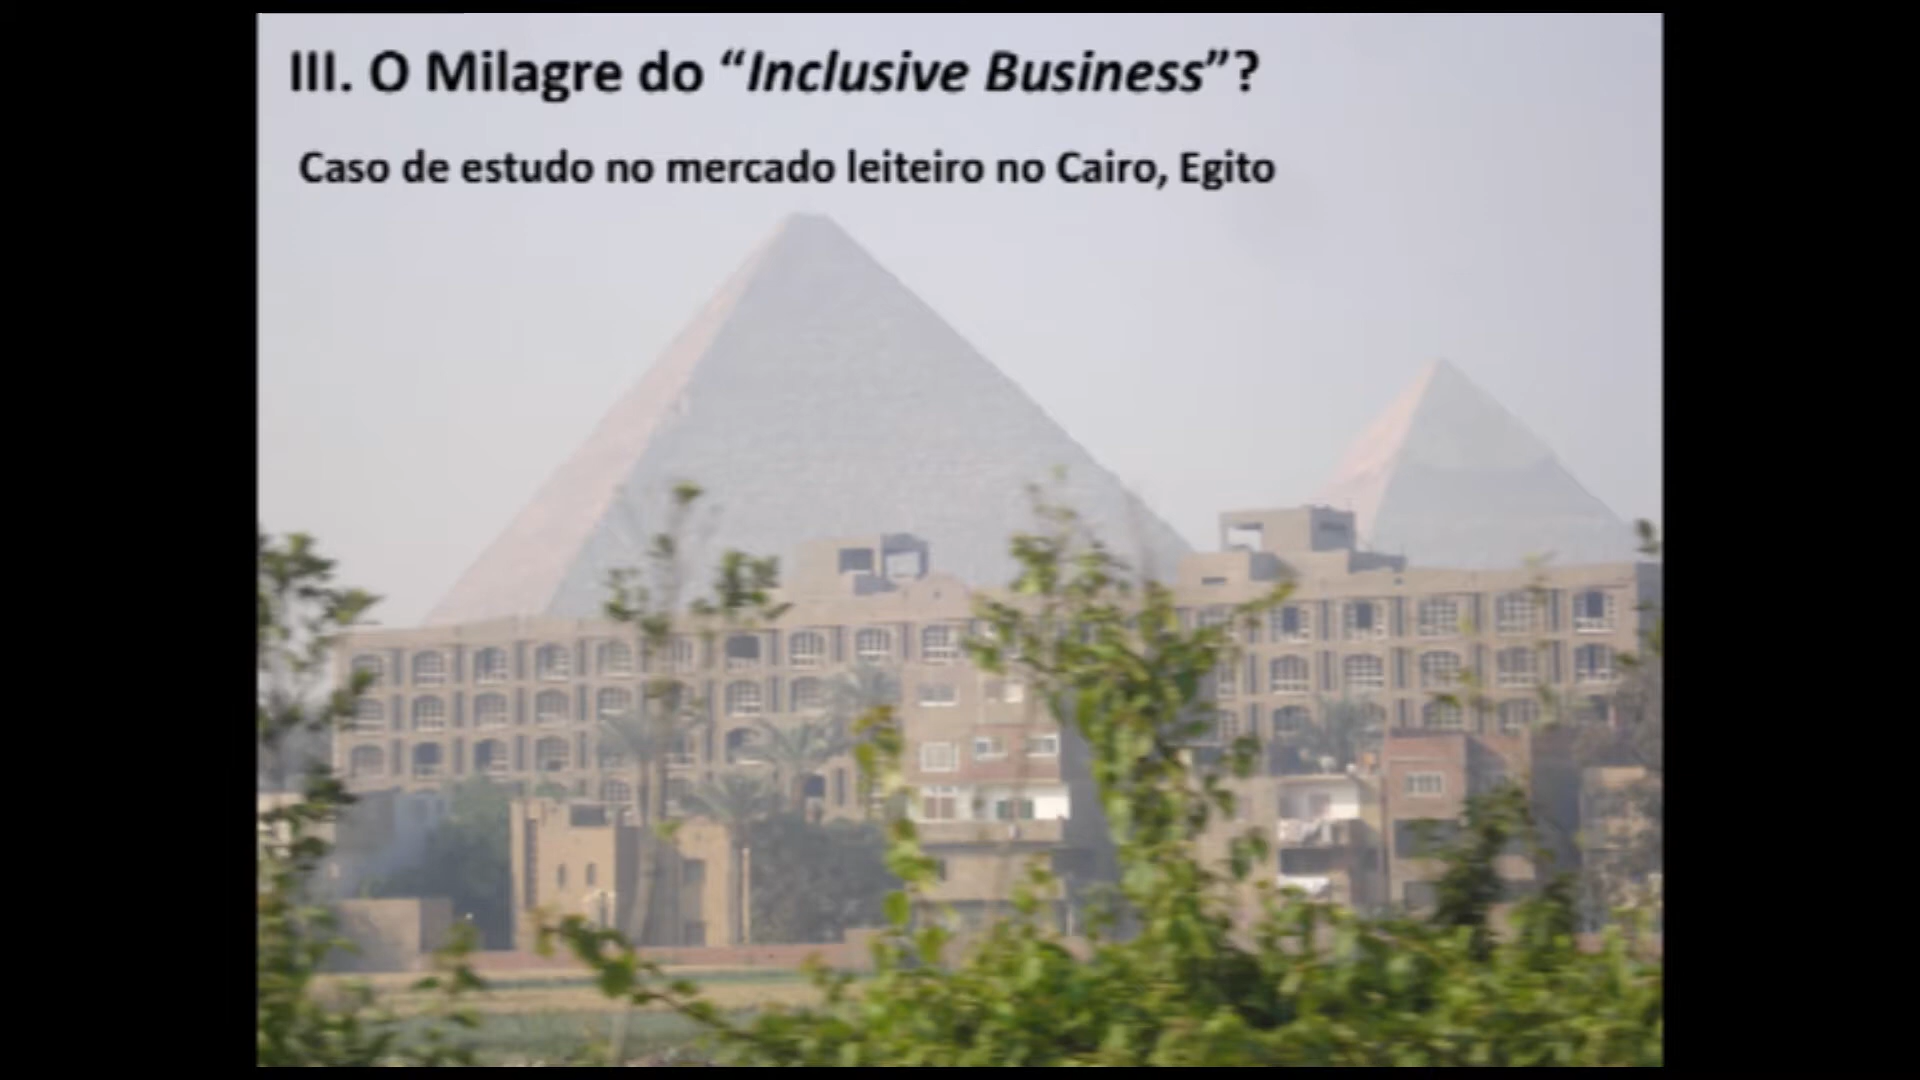 III. O Milagre do “Inclusive Business”?
Caso de estudo no mercado leiteiro no Cairo, Egito